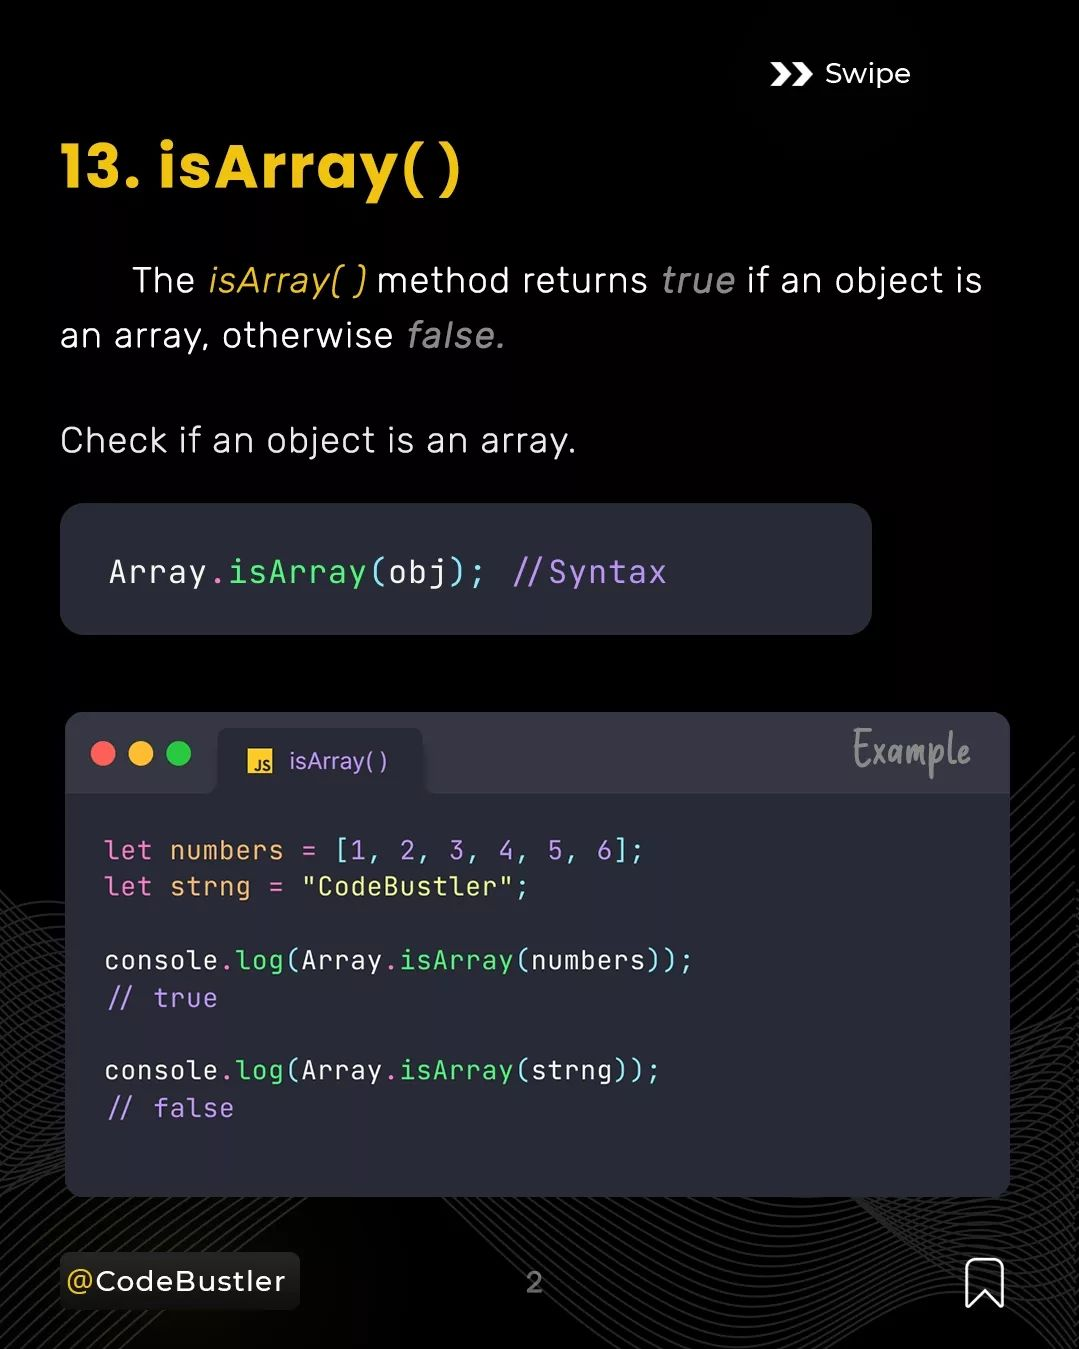 Swipe
13. isArray( )
The isArray( ) method returns true if an object is
an array, otherwise false.
Check if an object is an array.
Array.isArray(obj); //Syntax
JS isArray( )
Example
let numbers = [1, 2, 3, 4, 5, 6];
let strng = "CodeBustler";
console.log(Array.isArray(numbers));
// true
console.log(Array.isArray(strng));
// false
@CodeBustler
2